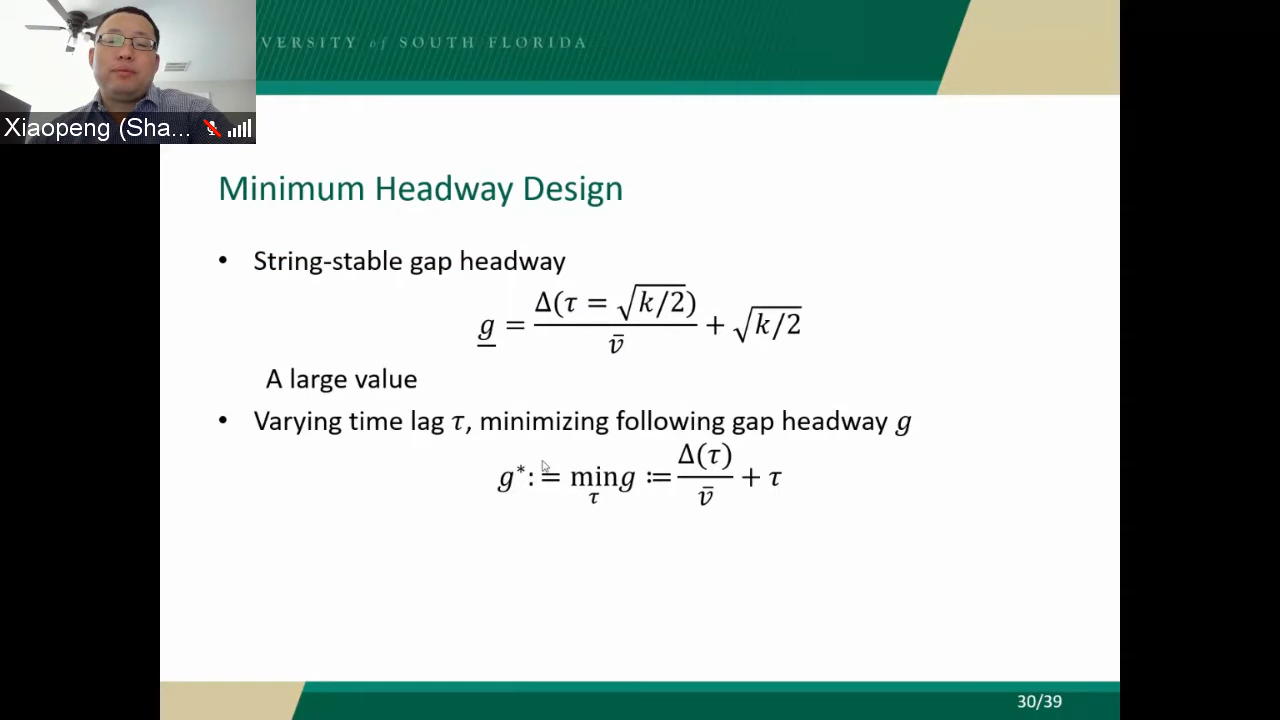 VERSITY of SOUTH FLORIDA
Xiaopeng (Sha...
Minimum Headway Design
• String-stable gap headway
g = Δ(τ = √k/2) / v̄ + √k/2
A large value
• Varying time lag τ, minimizing following gap headway g
g*: = min τ g ≔ Δ(τ) / v̄ + τ
30/39